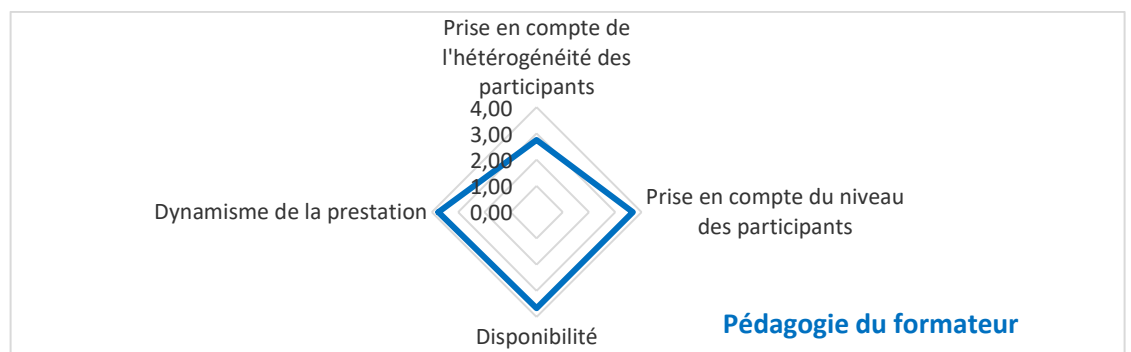 Prise en compte de
l'hétérogénéité des
participants
4,00
3,00
2,00
1,00
0,00
Dynamisme de la prestation
Prise en compte du niveau
des participants
Disponibilité
Pédagogie du formateur